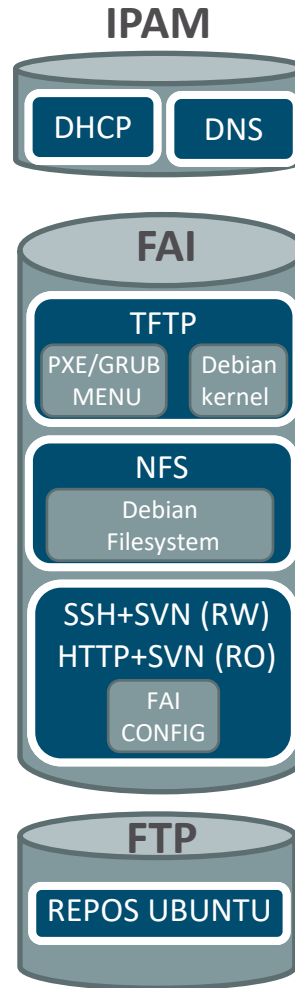 IPAM
DHCP
DNS
FAI
TFTP
PXE/GRUB
MENU
Debian
kernel
NFS
Debian
Filesystem
SSH+SVN (RW)
HTTP+SVN (RO)
FAI
CONFIG
FTP
REPOS UBUNTU